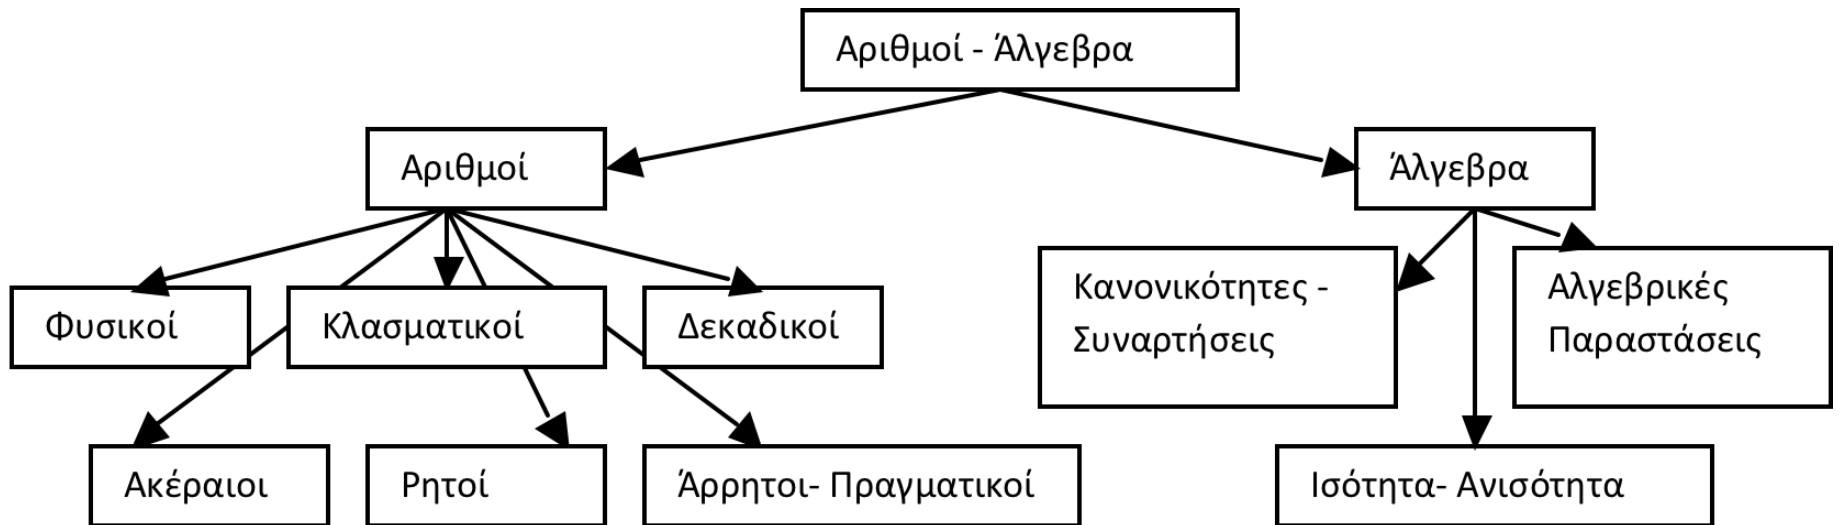 Αριθμοί - Άλγεβρα
Αριθμοί
Άλγεβρα
Φυσικοί
Κλασματικοί
Δεκαδικοί
Κανονικότητες -
Συναρτήσεις
Αλγεβρικές
Παραστάσεις
Ακέραιοι
Ρητοί
Άρρητοι- Πραγματικοί
Ισότητα- Ανισότητα